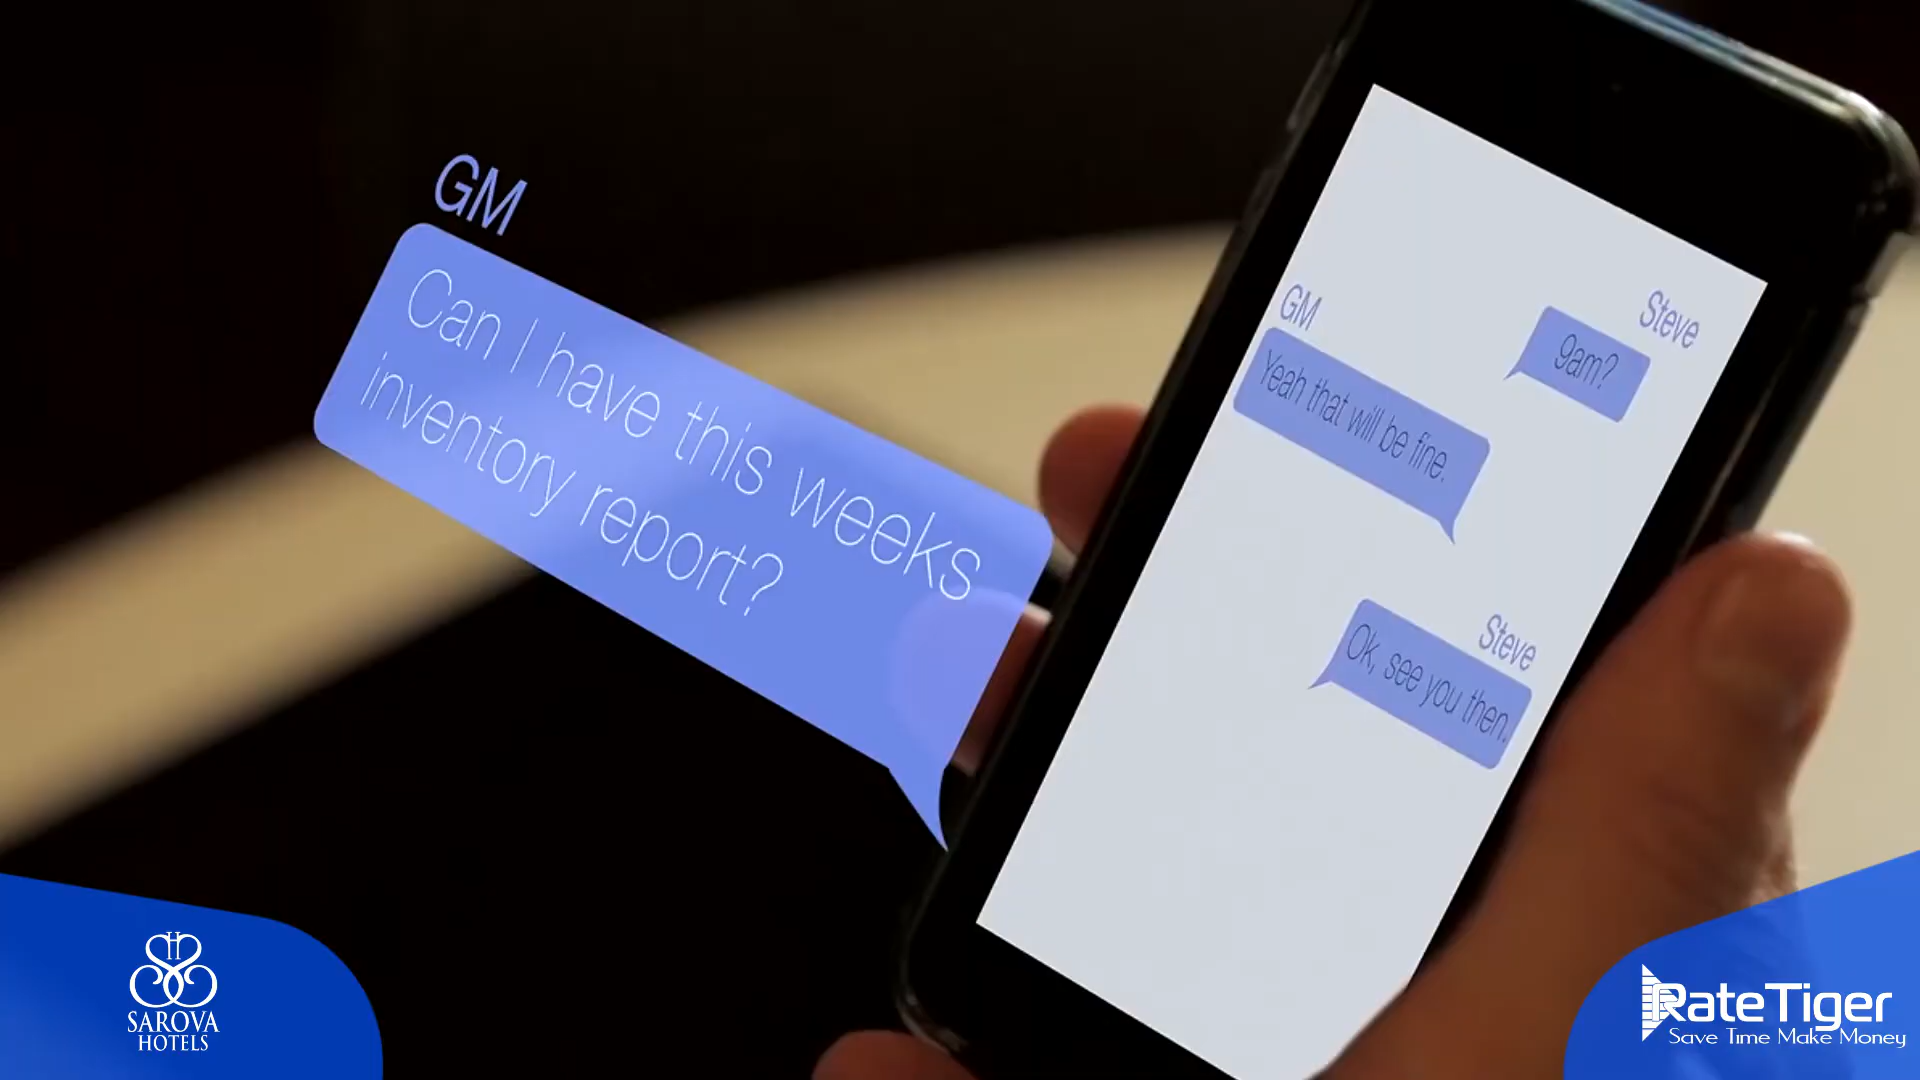 GM
Can I have this weeks
inventory report?
Steve
9am?
GM
Yeah that will be fine.
Steve
Ok, see you then.
SAROVA
HOTELS
RateTiger
Save Time Make Money